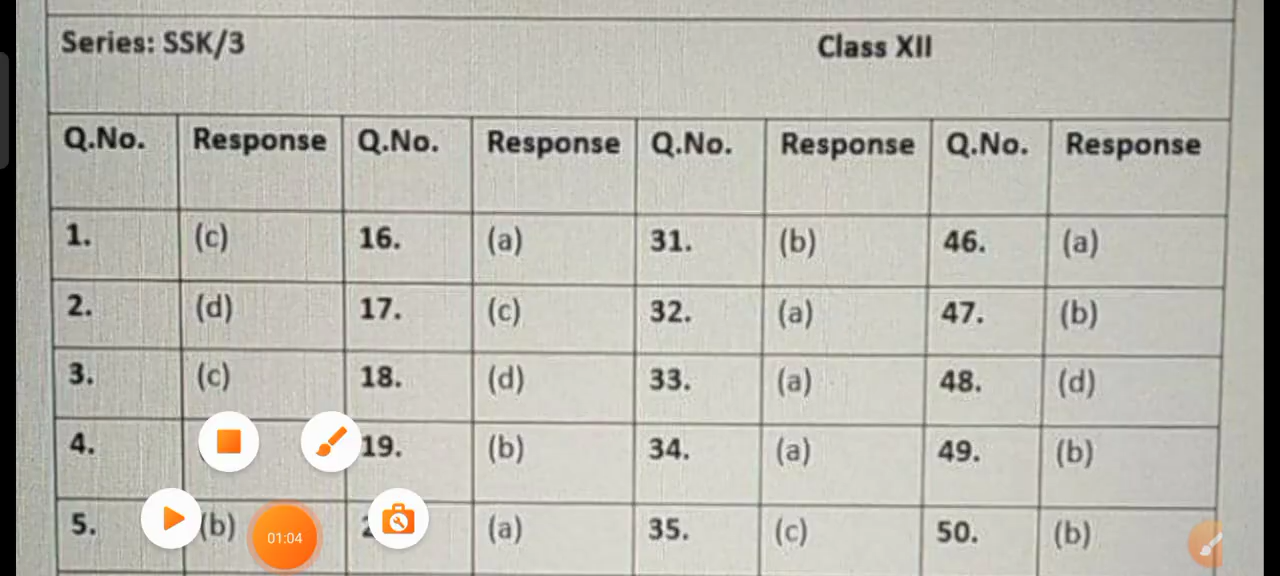 Series: SSK/3 Class XII
Q.No. Response Q.No. Response Q.No. Response Q.No. Response
1. (c) 16. (a) 31. (b) 46. (a)
2. (d) 17. (c) 32. (a) 47. (b)
3. (c) 18. (d) 33. (a) 48. (d)
4. 19. (b) 34. (a) 49. (b)
5. (b) (a) 35. (c) 50. (b)
01:04